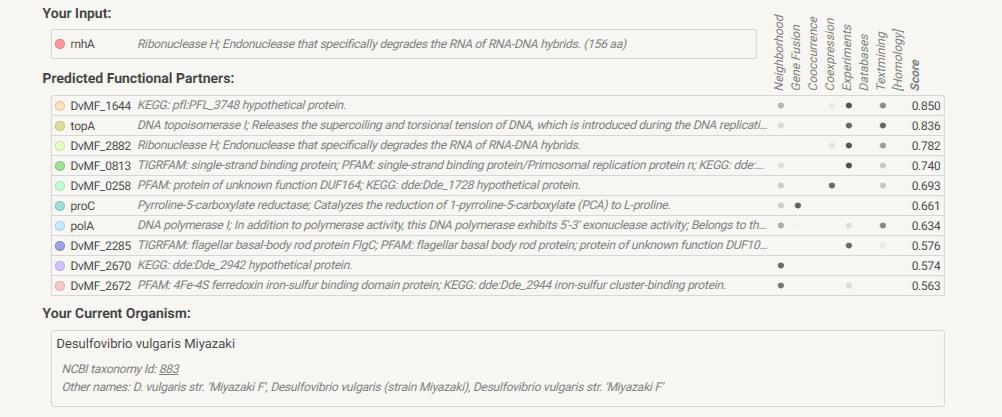 Your Input:
rnhA Ribonuclease H; Endonuclease that specifically degrades the RNA of RNA-DNA hybrids. (156 aa)
Neighborhood
Gene Fusion
Cooccurrence
Coexpression
Experiments
Databases
Textmining
[Homology]
Score
Predicted Functional Partners:
DvMF_1644 KEGG: pfl:PFL_3748 hypothetical protein. 0.850
topA DNA topoisomerase I; Releases the supercoiling and torsional tension of DNA, which is introduced during the DNA replicati... 0.836
DvMF_2882 Ribonuclease H; Endonuclease that specifically degrades the RNA of RNA-DNA hybrids. 0.782
DvMF_0813 TIGRFAM: single-strand binding protein; PFAM: single-strand binding protein/Primosomal replication protein n; KEGG: dde:... 0.740
DvMF_0258 PFAM: protein of unknown function DUF164; KEGG: dde:Dde_1728 hypothetical protein. 0.693
proC Pyrroline-5-carboxylate reductase; Catalyzes the reduction of 1-pyrroline-5-carboxylate (PCA) to L-proline. 0.661
polA DNA polymerase I; In addition to polymerase activity, this DNA polymerase exhibits 5'-3' exonuclease activity; Belongs to th... 0.634
DvMF_2285 TIGRFAM: flagellar basal-body rod protein FlgC; PFAM: flagellar basal body rod protein; protein of unknown function DUF10... 0.576
DvMF_2670 KEGG: dde:Dde_2942 hypothetical protein. 0.574
DvMF_2672 PFAM: 4Fe-4S ferredoxin iron-sulfur binding domain protein; KEGG: dde:Dde_2944 iron-sulfur cluster-binding protein. 0.563
Your Current Organism:
Desulfovibrio vulgaris Miyazaki
NCBI taxonomy Id: 883
Other names: D. vulgaris str. 'Miyazaki F', Desulfovibrio vulgaris (strain Miyazaki), Desulfovibrio vulgaris str. 'Miyazaki F'